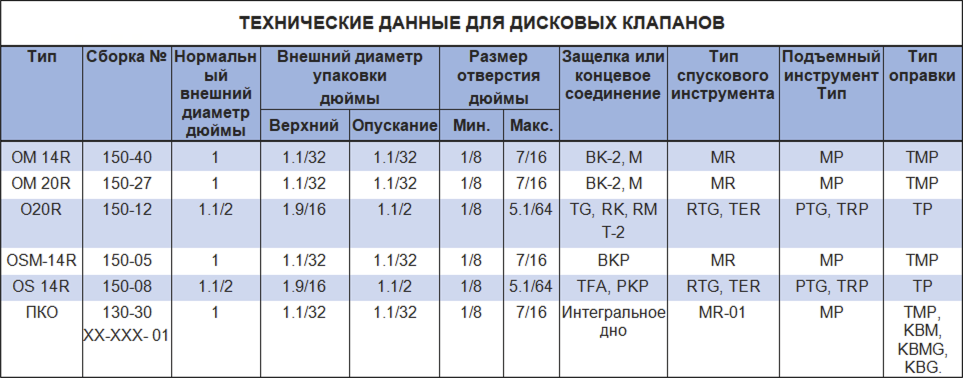 ТЕХНИЧЕСКИЕ ДАННЫЕ ДЛЯ ДИСКОВЫХ КЛАПАНОВ
Тип Сборка № Нормальн Внешний диаметр Размер Защелка или Тип Подъемный Тип
ый упаковки отверстия концевое спускового инструмент оправки
внешний соединение инструмента Тип
диаметр дюймы дюймы
дюймы Верхний Опускание Мин. Макс.
OM 14R 150-40 1 1.1/32 1.1/32 1/8 7/16 BK-2, M MR MP TMP
OM 20R 150-27 1 1.1/32 1.1/32 1/8 7/16 BK-2, M MR MP TMP
O20R 150-12 1.1/2 1.9/16 1.1/2 1/8 5.1/64 TG, RK, RM RTG, TER PTG, TRP TP
T-2
OSM-14R 150-05 1 1.1/32 1.1/32 1/8 7/16 BKP MR MP TMP
OS 14R 150-08 1.1/2 1.9/16 1.1/2 1/8 5.1/64 TFA, PKP RTG, TER PTG, TRP TP
ПКО 130-30 1 1.1/32 1.1/32 1/8 7/16 Интегральное MR-01 MP TMP,
XX-XXX- 01 дно KBM,
KBMG,
KBG.